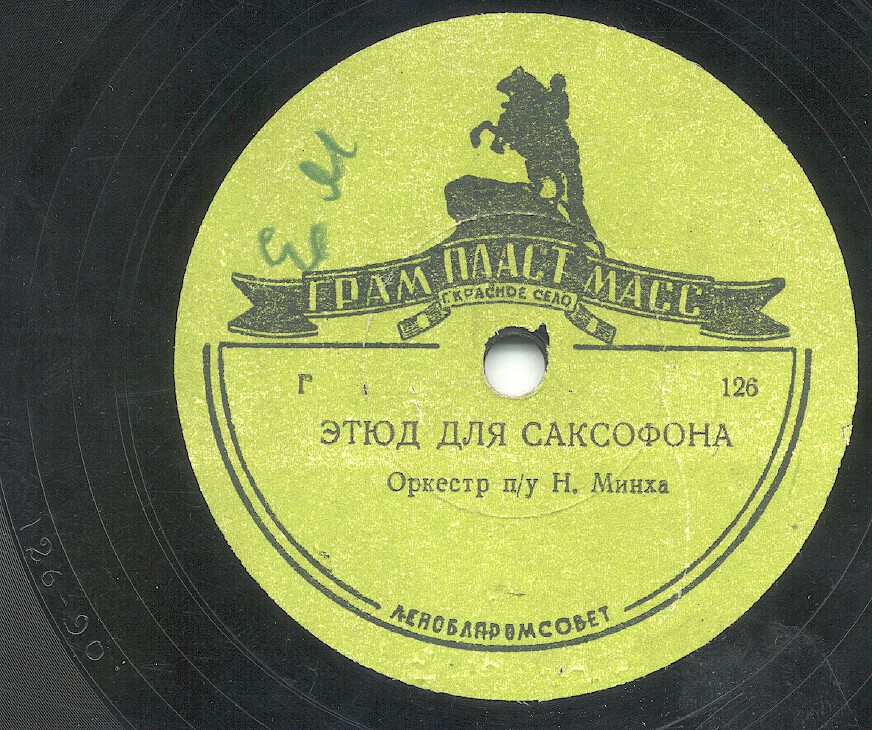 ГРАМ ПЛАСТ МАСС
Г.КРАСНОЕ СЕЛО
Г 126
ЭТЮД ДЛЯ САКСОФОНА
Оркестр п/у Н. Минха
ЛЕНОБЛПРОМСОВЕТ
126-90